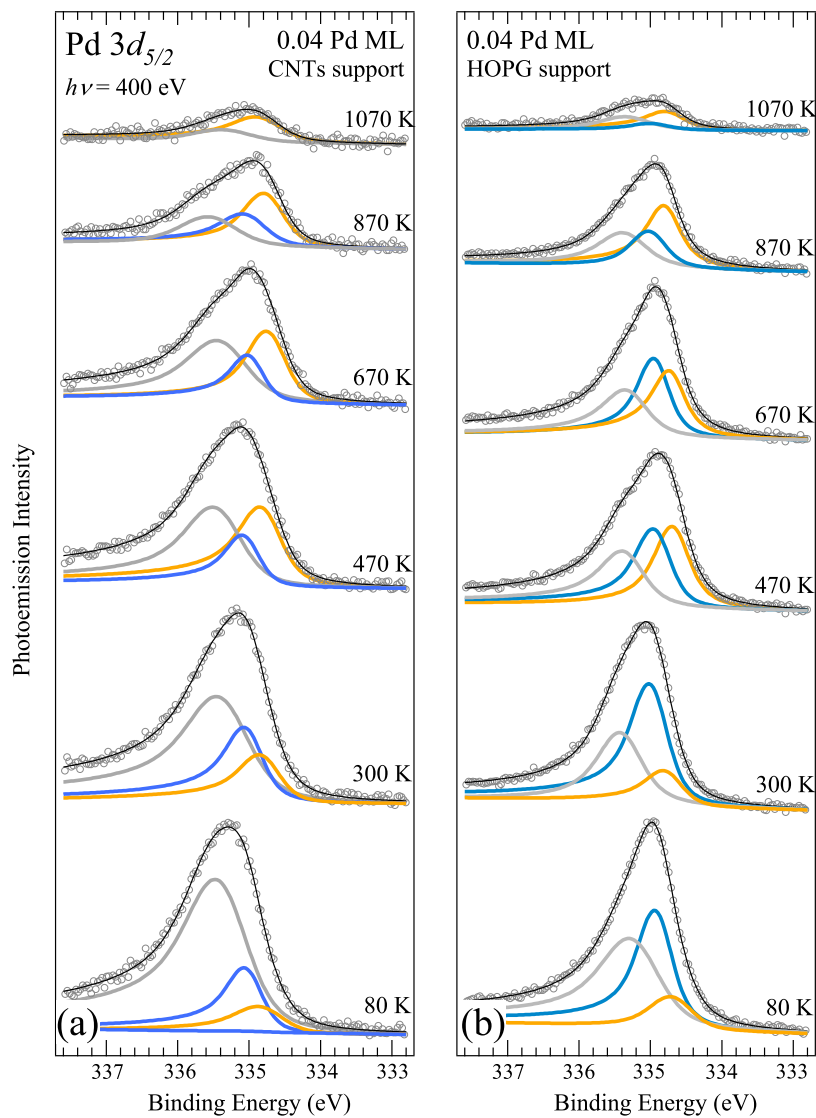 Pd 3d5/2
0.04 Pd ML
CNTs support
hν = 400 eV
1070 K
870 K
670 K
470 K
300 K
80 K
(a)
337 336 335 334 333
Binding Energy (eV)
0.04 Pd ML
HOPG support
1070 K
870 K
670 K
470 K
300 K
80 K
(b)
337 336 335 334 333
Binding Energy (eV)
Photoemission Intensity